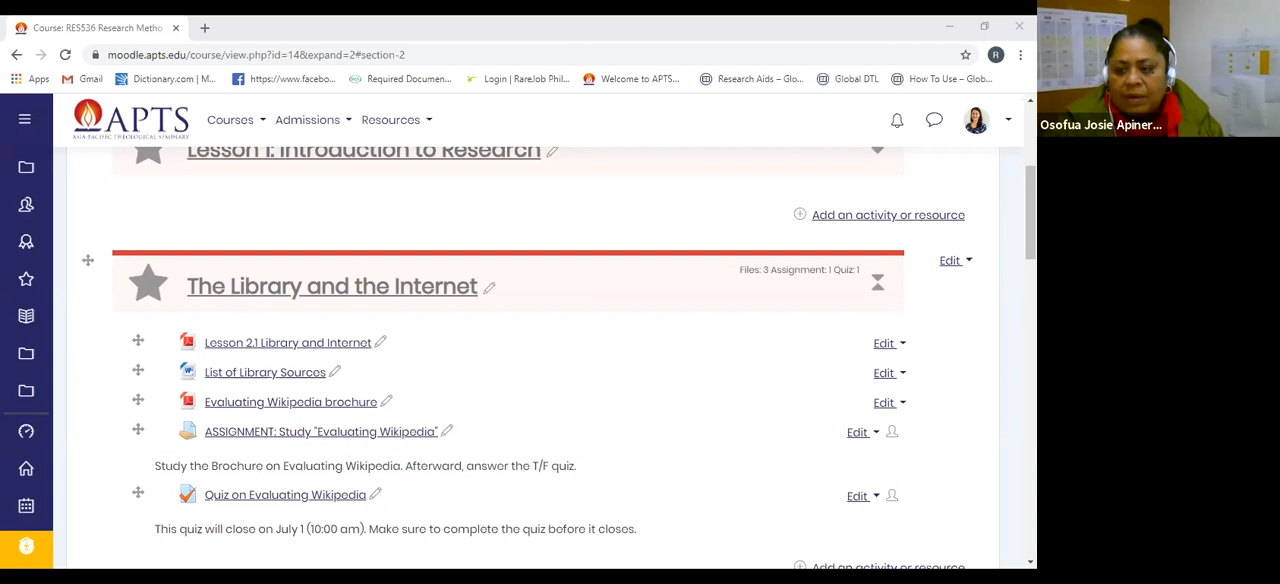 Course: RES536 Research Metho
moodle.apts.edu/course/view.php?id=14&expand=2#section-2
R
Apps
Gmail
Dictionary.com | M...
https://www.facebo...
Required Documen...
Login | RareJob Phil...
Welcome to APTS...
Research Aids – Glo...
Global DTL
How To Use – Glob...
APTS
ASIA PACIFIC THEOLOGICAL SEMINARY
Courses
Admissions
Resources
Osofua Josie Apiner...
Lesson 1: Introduction to Research
Add an activity or resource
Files: 3 Assignment: 1 Quiz: 1
Edit
The Library and the Internet
Lesson 2.1 Library and Internet
Edit
List of Library Sources
Edit
Evaluating Wikipedia brochure
Edit
ASSIGNMENT: Study "Evaluating Wikipedia"
Edit
Study the Brochure on Evaluating Wikipedia. Afterward, answer the T/F quiz.
Quiz on Evaluating Wikipedia
Edit
This quiz will close on July 1 (10:00 am). Make sure to complete the quiz before it closes.
Add an activity or resource